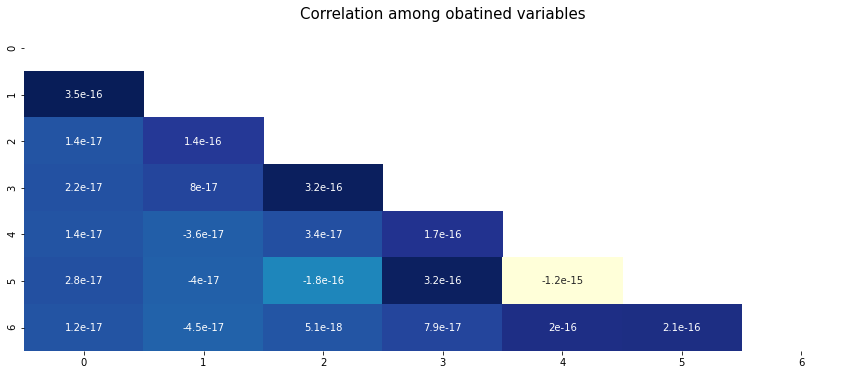 Correlation among obatined variables
0
1
3.5e-16
2
1.4e-17 1.4e-16
3
2.2e-17 8e-17 3.2e-16
4
1.4e-17 -3.6e-17 3.4e-17 1.7e-16
5
2.8e-17 -4e-17 -1.8e-16 3.2e-16 -1.2e-15
6
1.2e-17 -4.5e-17 5.1e-18 7.9e-17 2e-16 2.1e-16
0 1 2 3 4 5 6